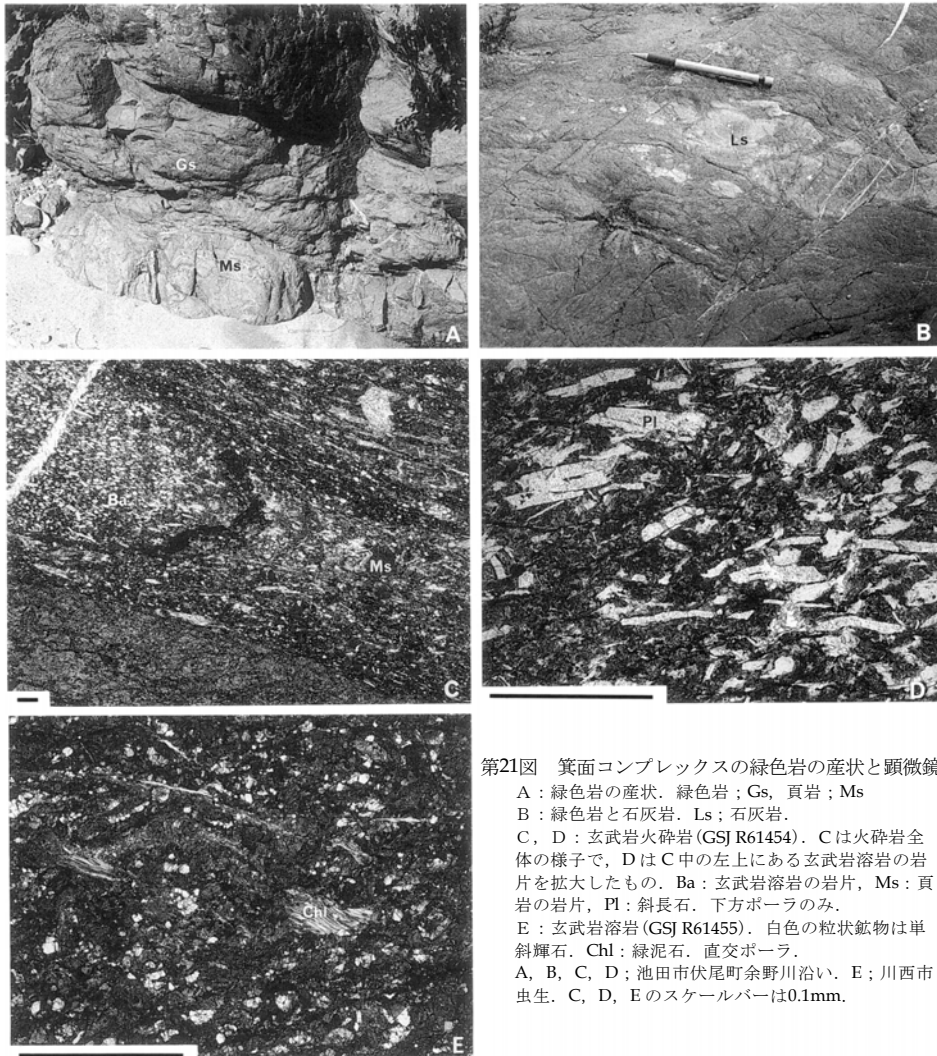 Gs
Ms
A
Ls
B
Ba
Ms
C
Pl
D
Chl
E
第21図 箕面コンプレックスの緑色岩の産状と顕微鏡
A：緑色岩の産状．緑色岩；Gs，頁岩；Ms
B：緑色岩と石灰岩．Ls；石灰岩．
C，D：玄武岩火砕岩(GSJ R61454)．Cは火砕岩全
体の様子で，DはC中の左上にある玄武岩溶岩の岩
片を拡大したもの．Ba：玄武岩溶岩の岩片，Ms：頁
岩の岩片，Pl：斜長石．下方ポーラのみ．
E：玄武岩溶岩(GSJ R61455)．白色の粒状鉱物は単
斜輝石．Chl：緑泥石．直交ポーラ．
A，B，C，D；池田市伏尾町余野川沿い．E；川西市
虫生．C，D，Eのスケールバーは0.1mm．